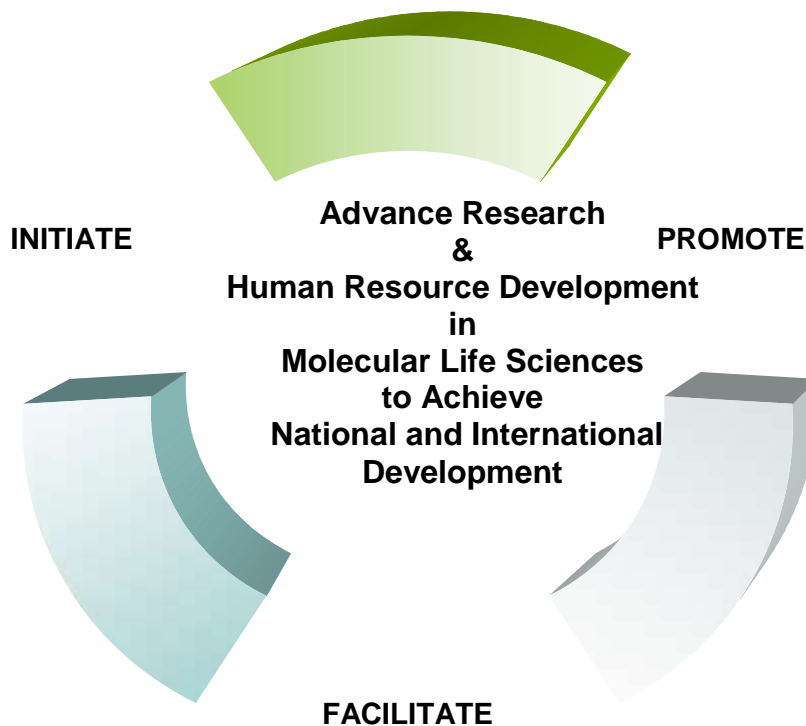 INITIATE
Advance Research
&
Human Resource Development
in
Molecular Life Sciences
to Achieve
National and International
Development
PROMOTE
FACILITATE